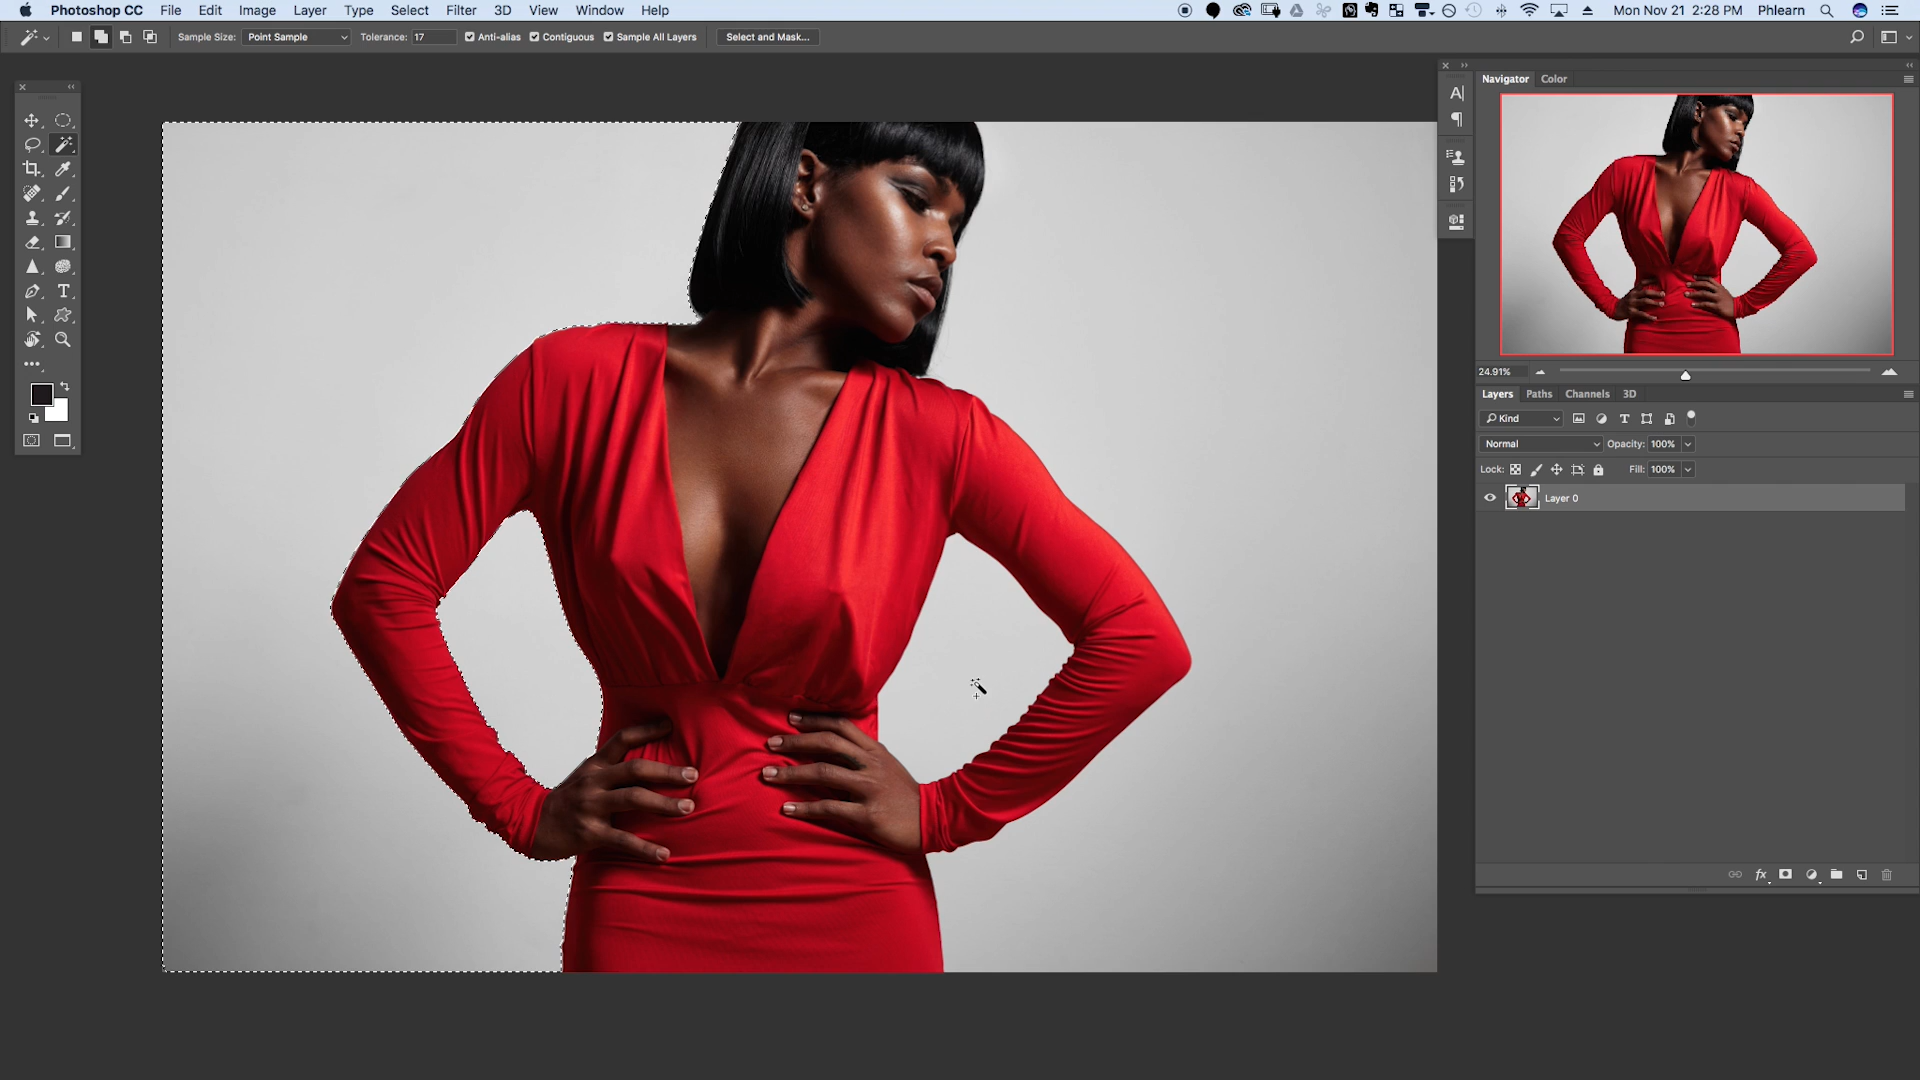 Photoshop CC File Edit Image Layer Type Select Filter 3D View Window Help Mon Nov 21 2:28 PM Phlearn
Sample Size: Point Sample Tolerance: 17 Anti-alias Contiguous Sample All Layers Select and Mask...
Navigator Color
24.91%
Layers Paths Channels 3D
Kind
Normal Opacity: 100%
Lock: Fill: 100%
Layer 0
fx